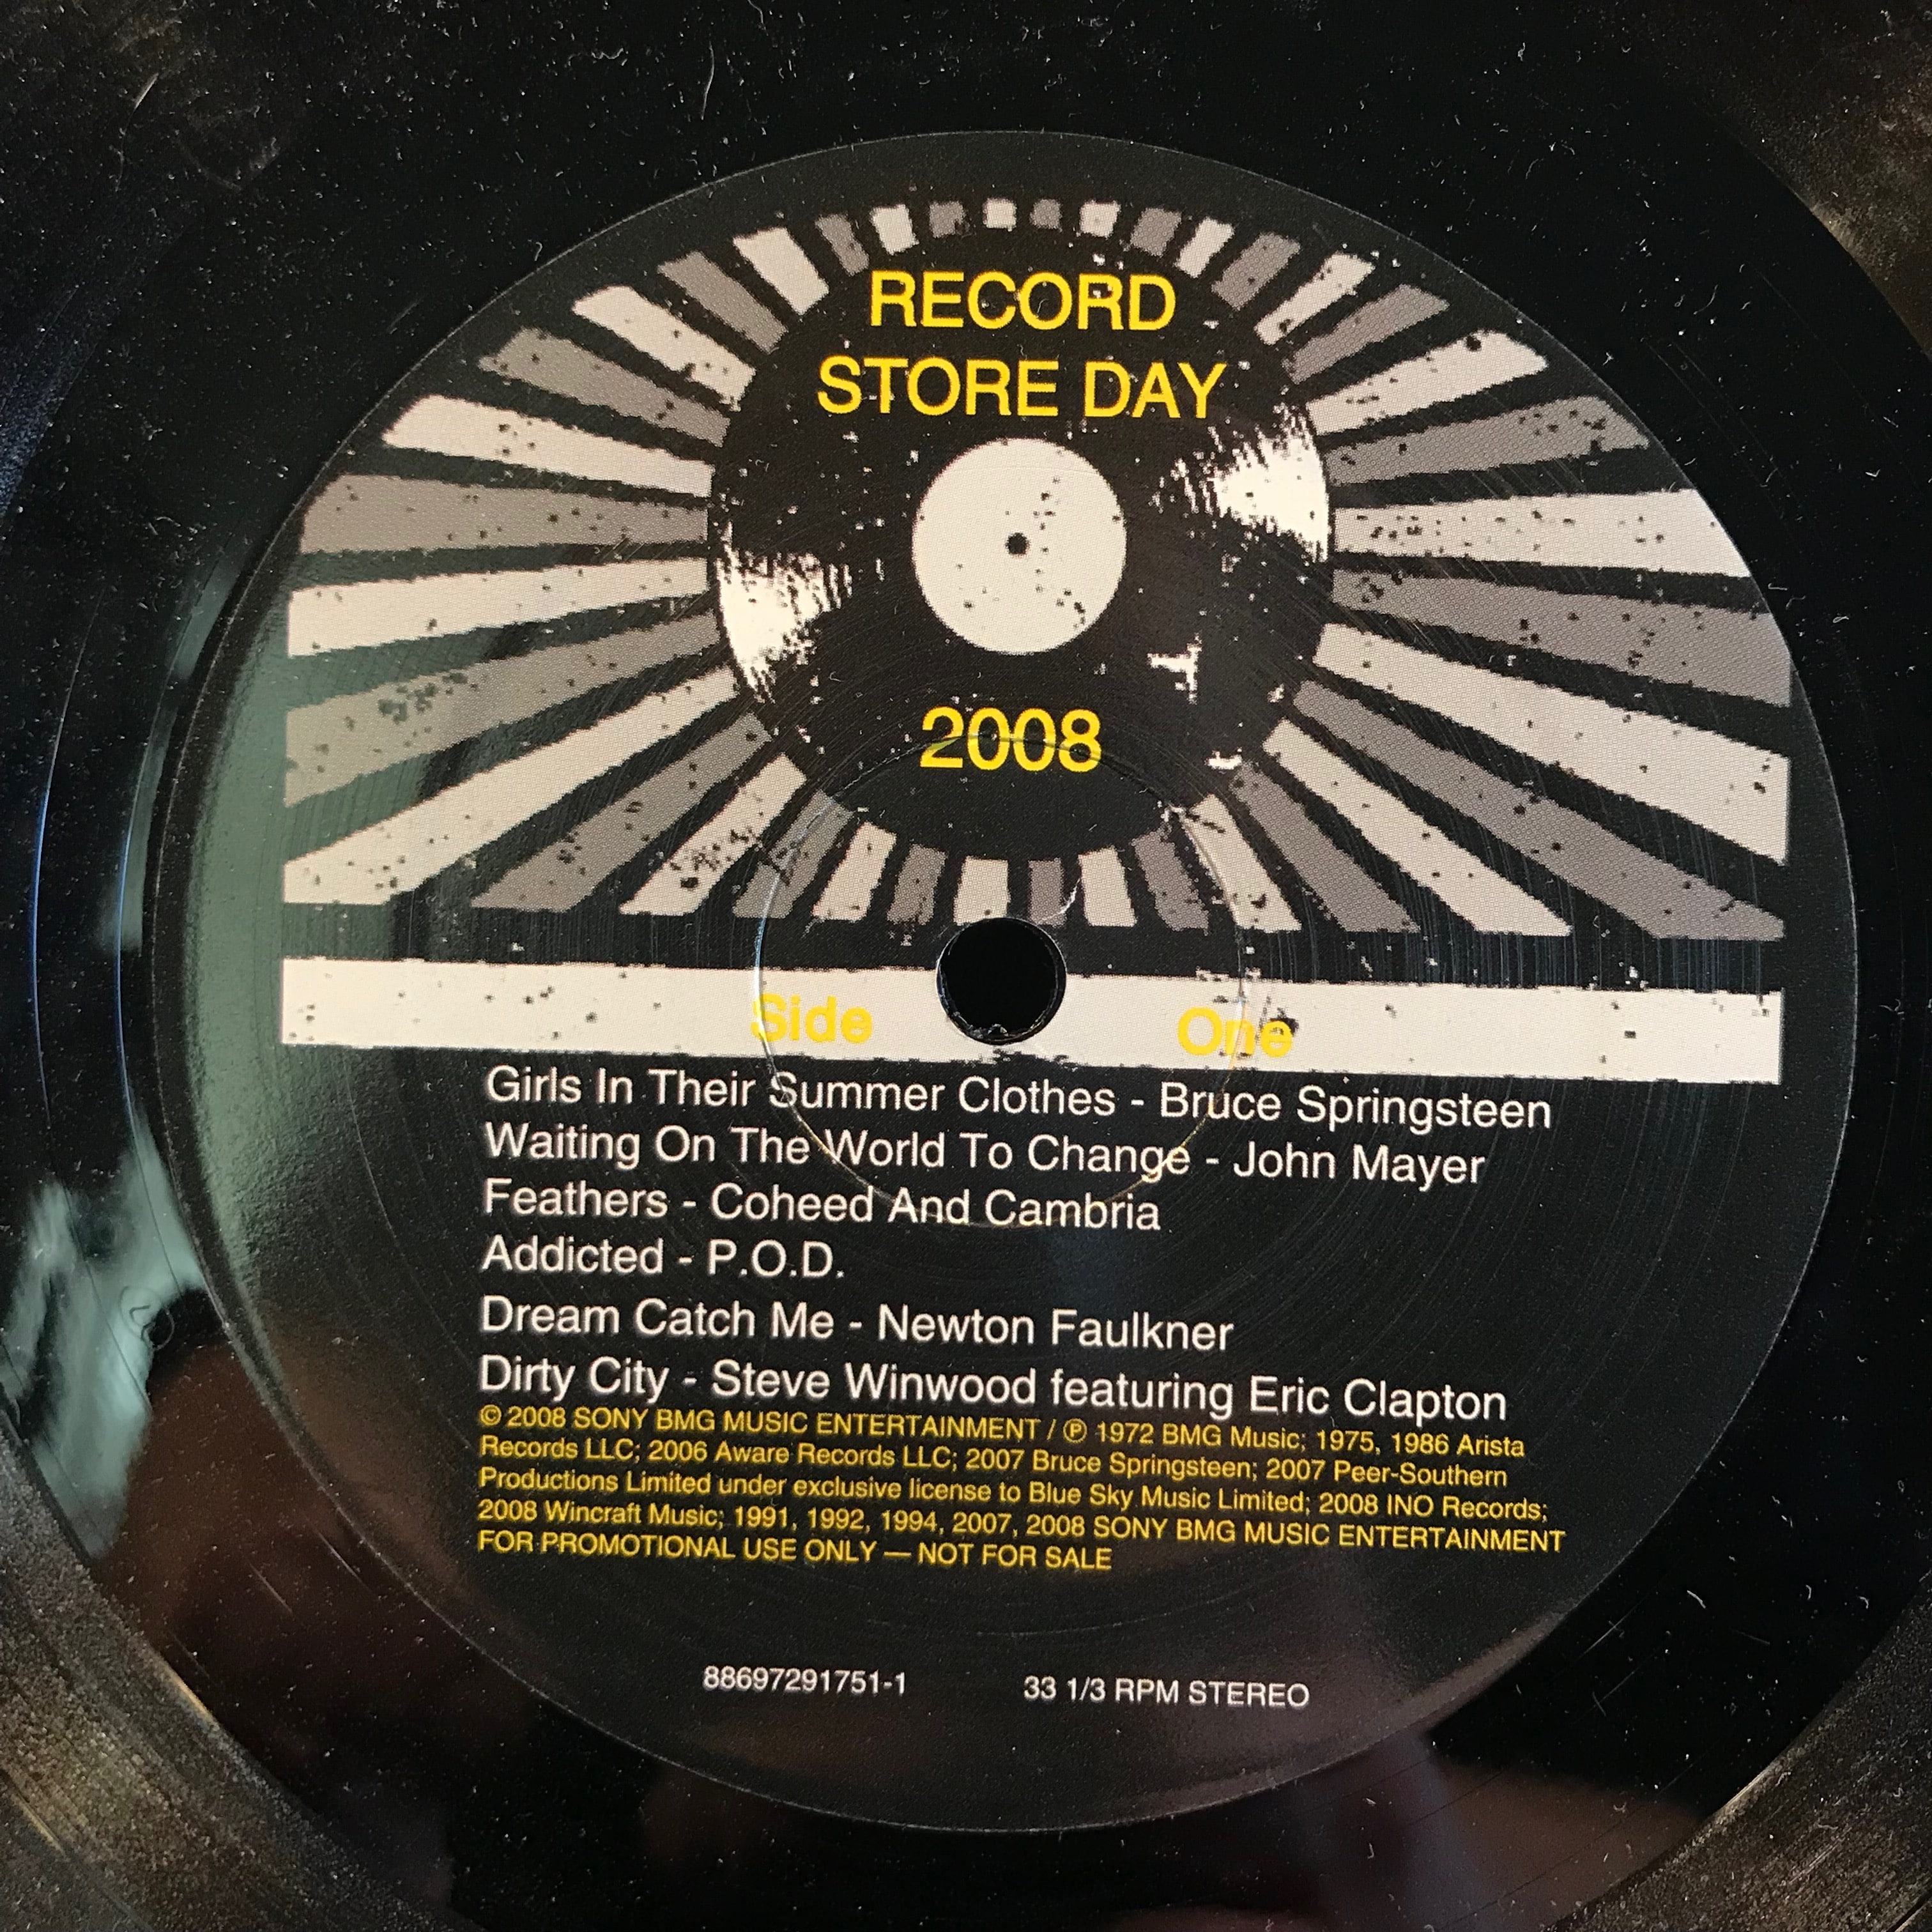 RECORD
STORE DAY
2008
Side One
Girls In Their Summer Clothes - Bruce Springsteen
Waiting On The World To Change - John Mayer
Feathers - Coheed And Cambria
Addicted - P.O.D.
Dream Catch Me - Newton Faulkner
Dirty City - Steve Winwood featuring Eric Clapton
© 2008 SONY BMG MUSIC ENTERTAINMENT / ℗ 1972 BMG Music; 1975, 1986 Arista
Records LLC; 2006 Aware Records LLC; 2007 Bruce Springsteen; 2007 Peer-Southern
Productions Limited under exclusive license to Blue Sky Music Limited; 2008 INO Records;
2008 Wincraft Music; 1991, 1992, 1994, 2007, 2008 SONY BMG MUSIC ENTERTAINMENT
FOR PROMOTIONAL USE ONLY — NOT FOR SALE
88697291751-1 33 1/3 RPM STEREO